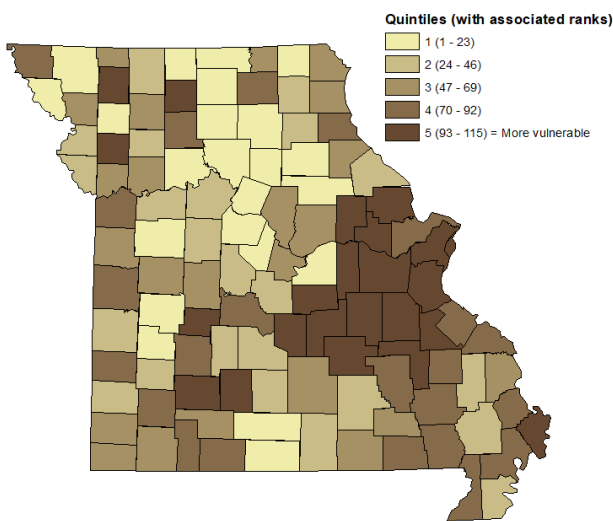 Quintiles (with associated ranks)
1 (1 - 23)
2 (24 - 46)
3 (47 - 69)
4 (70 - 92)
5 (93 - 115) = More vulnerable